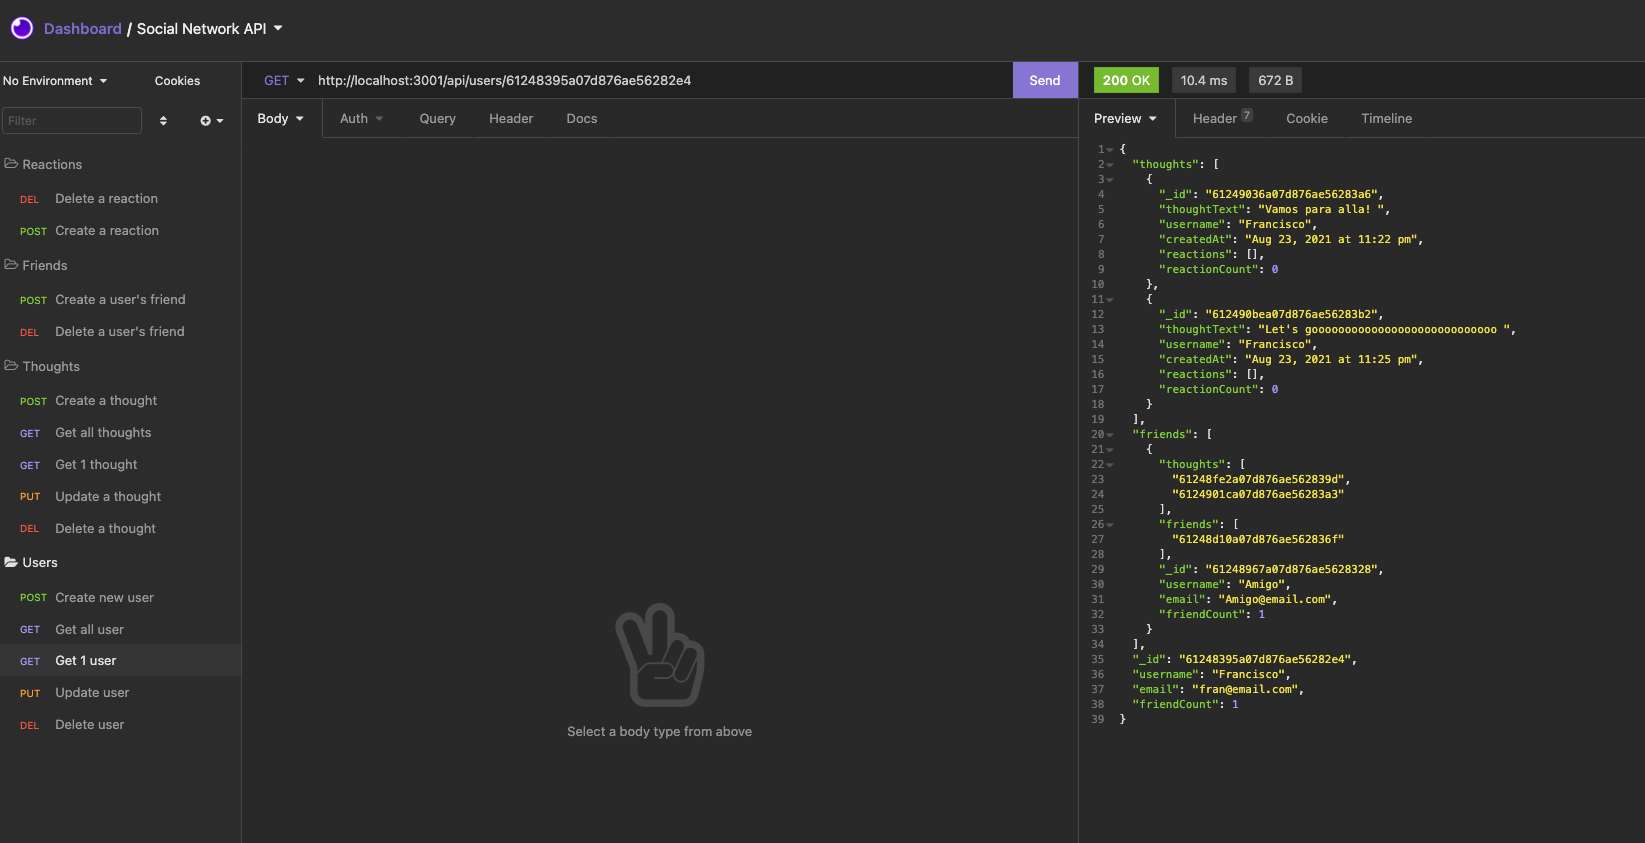 Dashboard / Social Network API
No Environment
Cookies
Filter
Reactions
DEL Delete a reaction
POST Create a reaction
Friends
POST Create a user's friend
DEL Delete a user's friend
Thoughts
POST Create a thought
GET Get all thoughts
GET Get 1 thought
PUT Update a thought
DEL Delete a thought
Users
POST Create new user
GET Get all user
GET Get 1 user
PUT Update user
DEL Delete user
GET http://localhost:3001/api/users/61248395a07d876ae56282e4 Send
Body Auth Query Header Docs
Select a body type from above
200 OK 10.4 ms 672 B
Preview Header 7 Cookie Timeline
1 {
2 "thoughts": [
3 {
4 "_id": "61249036a07d876ae56283a6",
5 "thoughtText": "Vamos para alla! ",
6 "username": "Francisco",
7 "createdAt": "Aug 23, 2021 at 11:22 pm",
8 "reactions": [],
9 "reactionCount": 0
10 },
11 {
12 "_id": "612490bea07d876ae56283b2",
13 "thoughtText": "Let's goooooooooooooooooooooooooooo ",
14 "username": "Francisco",
15 "createdAt": "Aug 23, 2021 at 11:25 pm",
16 "reactions": [],
17 "reactionCount": 0
18 }
19 ],
20 "friends": [
21 {
22 "thoughts": [
23 "61248fe2a07d876ae562839d",
24 "6124901ca07d876ae56283a3"
25 ],
26 "friends": [
27 "61248d10a07d876ae562836f"
28 ],
29 "_id": "61248967a07d876ae5628328",
30 "username": "Amigo",
31 "email": "Amigo@email.com",
32 "friendCount": 1
33 }
34 ],
35 "_id": "61248395a07d876ae56282e4",
36 "username": "Francisco",
37 "email": "fran@email.com",
38 "friendCount": 1
39 }